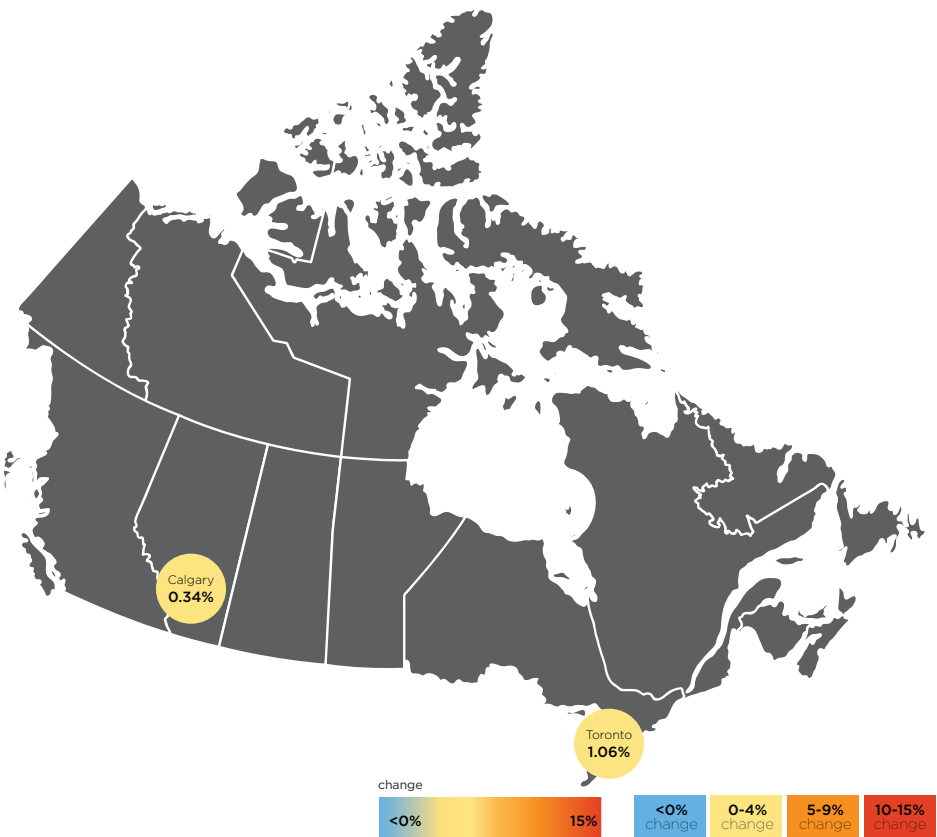 Calgary
0.34%
Toronto
1.06%
change
<0%
15%
<0%
change
0-4%
change
5-9%
change
10-15%
change